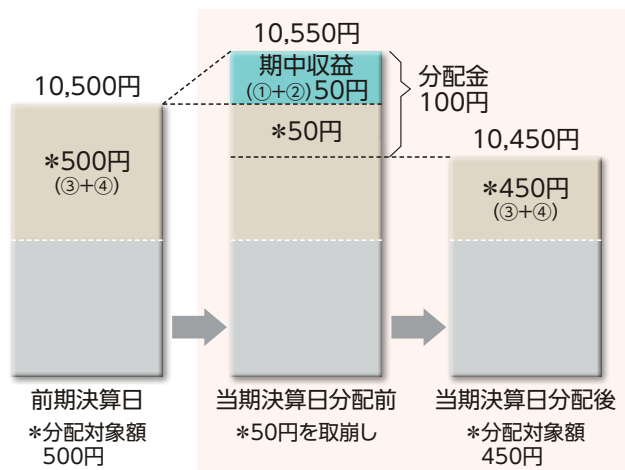 10,500円
＊500円
(③+④)
前期決算日
＊分配対象額
500円
10,550円
期中収益
(①+②)50円
＊50円
分配金
100円
当期決算日分配前
＊50円を取崩し
10,450円
＊450円
(③+④)
当期決算日分配後
＊分配対象額
450円